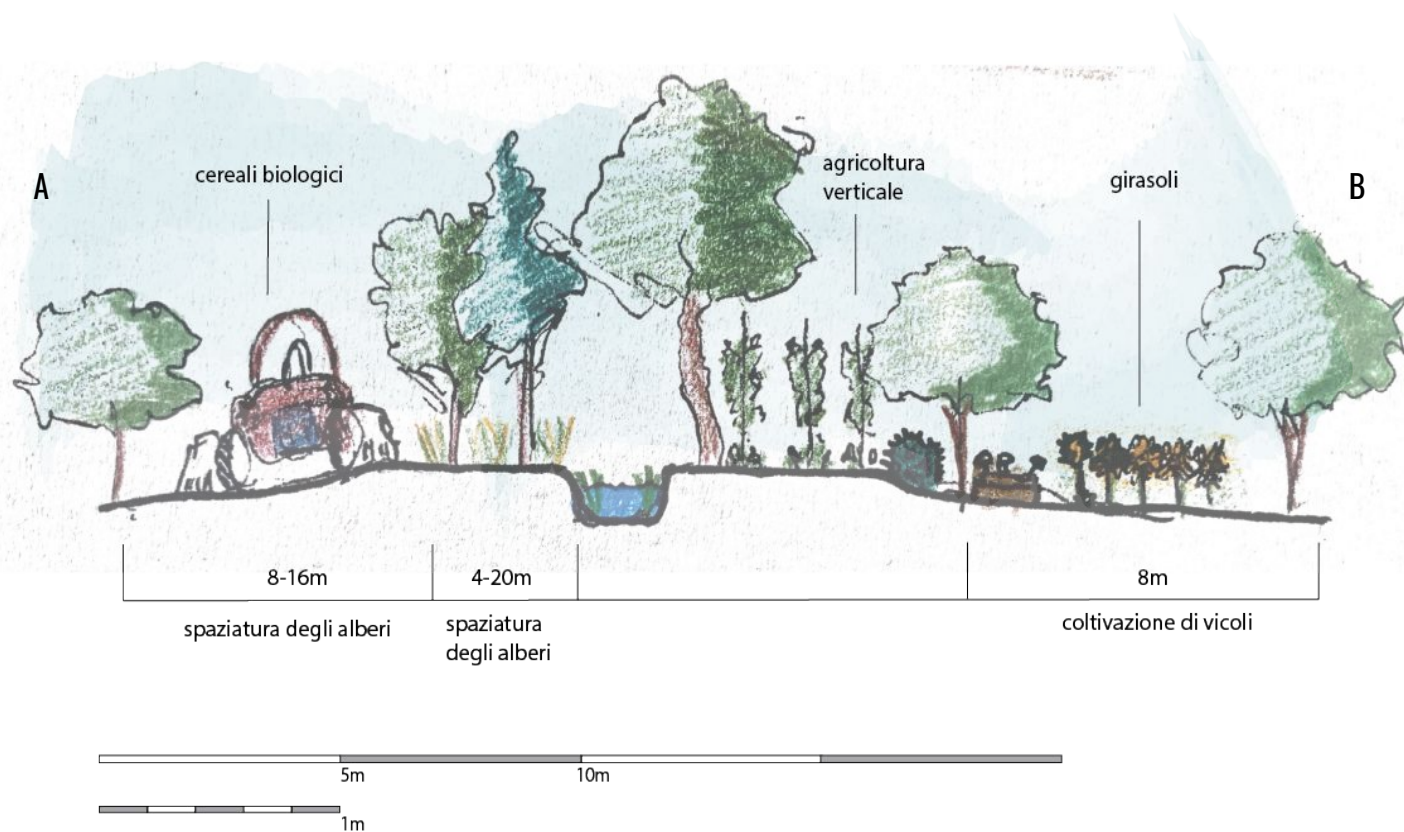 A
cereali biologici
agricoltura
verticale
girasoli
B
8-16m
4-20m
8m
spaziatura degli alberi
spaziatura
degli alberi
coltivazione di vicoli
5m
10m
1m